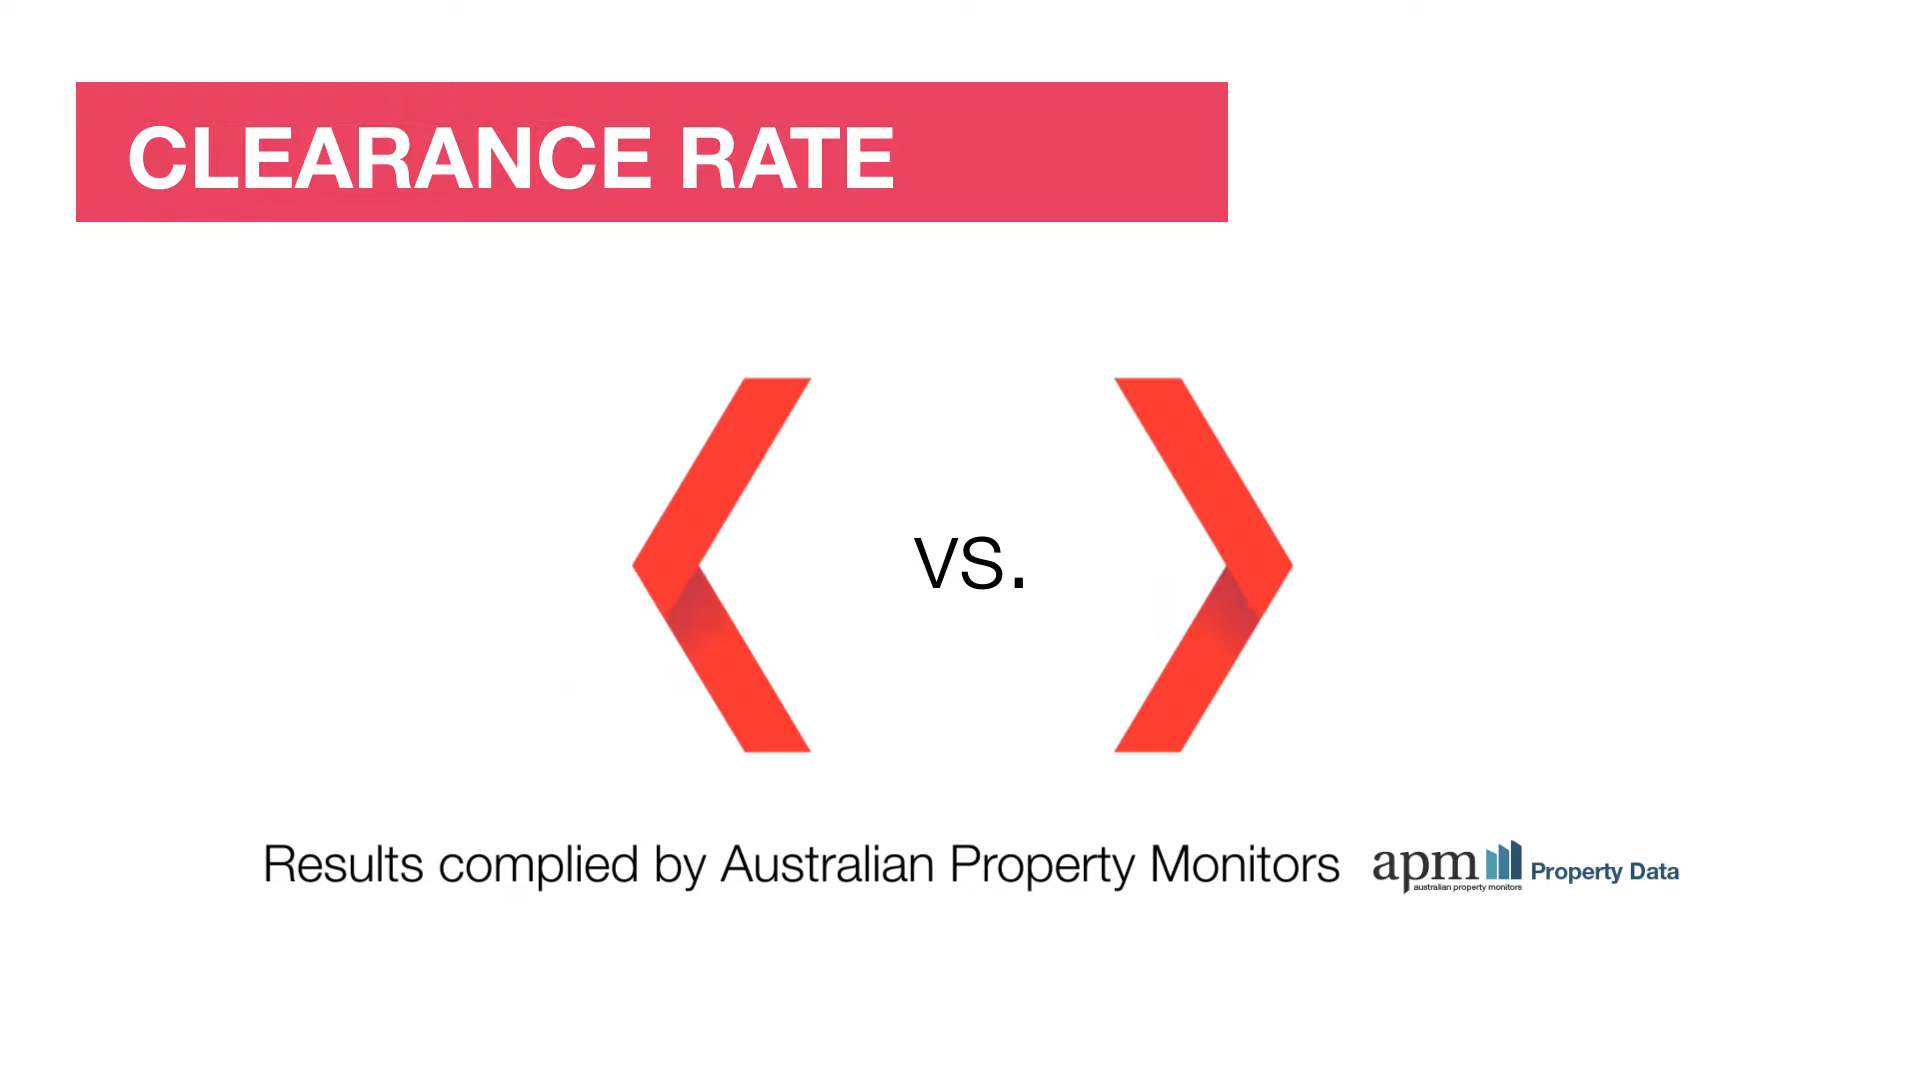 CLEARANCE RATE
vs.
Results complied by Australian Property Monitors
apm
australian property monitors
Property Data